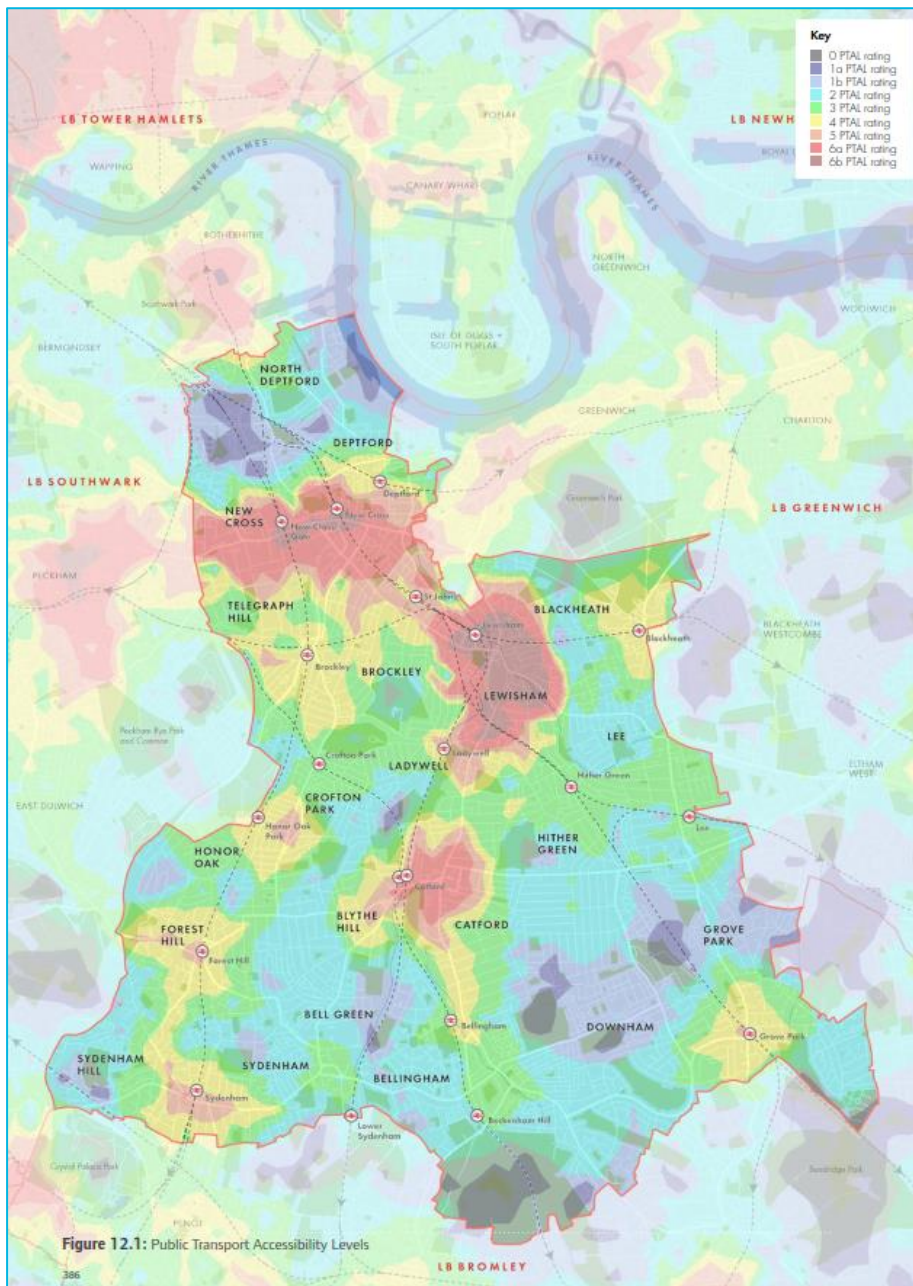 Key
0 PTAL rating
1a PTAL rating
1b PTAL rating
2 PTAL rating
3 PTAL rating
4 PTAL rating
5 PTAL rating
6a PTAL rating
6b PTAL rating
LB TOWER HAMLETS
POPLAR
LB NEWH
WAPPING
RIVER THAMES
RIVER THAMES
CANARY WHARF
ROTHERHITHE
NORTH
GREENWICH
Southwark Park
WOOLWICH
BERMONDSEY
ISLE OF DOGS +
SOUTH POPLAR
NORTH
DEPTFORD
GREENWICH
CHARLTON
DEPTFORD
LB SOUTHWARK
Deptford
Greenwich Park
LB GREENWICH
NEW
CROSS
New Cross
New Cross
Gate
PECKHAM
St Johns
TELEGRAPH
HILL
BLACKHEATH
Lewisham
Blackheath
BLACKHEATH
WESTCOMBE
Brockley
BROCKLEY
LEWISHAM
Peckham Rye Park
and Common
LEE
Ladywell
LADYWELL
Crofton Park
ELTHAM
WEST
Hither Green
EAST DULWICH
CROFTON
PARK
Honor Oak
Park
Lee
HONOR
OAK
HITHER
GREEN
Catford
BLYTHE
HILL
CATFORD
FOREST
HILL
GROVE
PARK
Forest Hill
BELL GREEN
Bellingham
DOWNHAM
Grove Park
SYDENHAM
HILL
SYDENHAM
BELLINGHAM
Sydenham
Lower
Sydenham
Beckenham Hill
Crystal Palace Park
Sundridge Park
PENGE
Figure 12.1: Public Transport Accessibility Levels
LB BROMLEY
386